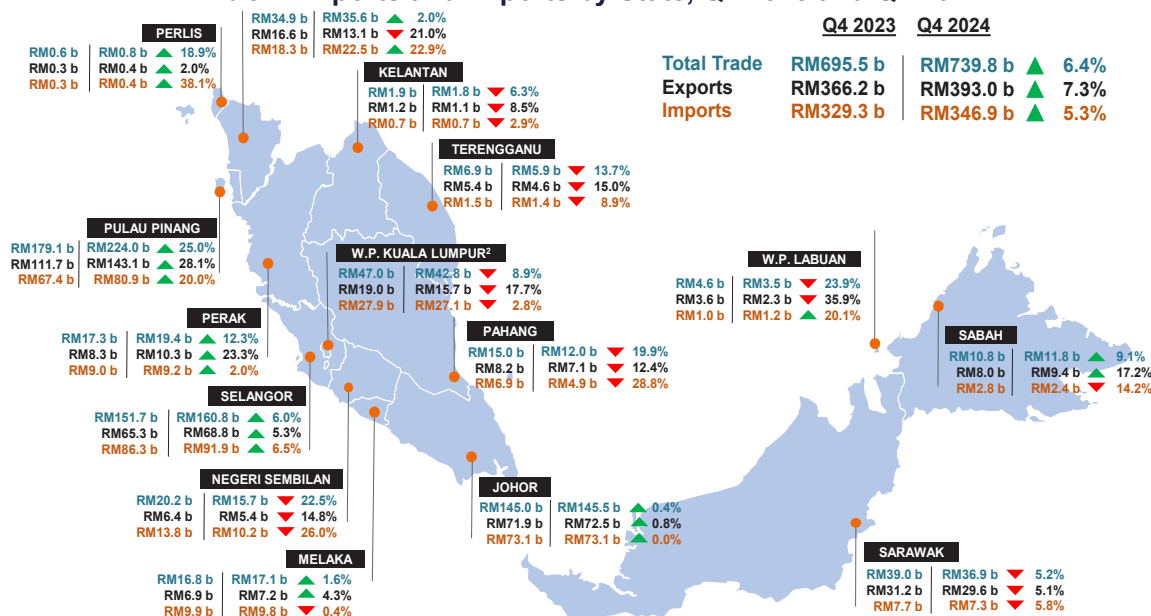 RM34.9 b RM35.6 b 2.0%
RM16.6 b RM13.1 b 21.0%
RM18.3 b RM22.5 b 22.9%
Q4 2023 Q4 2024
Total Trade RM695.5 b RM739.8 b 6.4%
Exports RM366.2 b RM393.0 b 7.3%
Imports RM329.3 b RM346.9 b 5.3%
PERLIS
RM0.6 b RM0.8 b 18.9%
RM0.3 b RM0.4 b 2.0%
RM0.3 b RM0.4 b 38.1%
KELANTAN
RM1.9 b RM1.8 b 6.3%
RM1.2 b RM1.1 b 8.5%
RM0.7 b RM0.7 b 2.9%
TERENGGANU
RM6.9 b RM5.9 b 13.7%
RM5.4 b RM4.6 b 15.0%
RM1.5 b RM1.4 b 8.9%
PULAU PINANG
RM179.1 b RM224.0 b 25.0%
RM111.7 b RM143.1 b 28.1%
RM67.4 b RM80.9 b 20.0%
W.P. KUALA LUMPUR²
RM47.0 b RM42.8 b 8.9%
RM19.0 b RM15.7 b 17.7%
RM27.9 b RM27.1 b 2.8%
W.P. LABUAN
RM4.6 b RM3.5 b 23.9%
RM3.6 b RM2.3 b 35.9%
RM1.0 b RM1.2 b 20.1%
PERAK
RM17.3 b RM19.4 b 12.3%
RM8.3 b RM10.3 b 23.3%
RM9.0 b RM9.2 b 2.0%
PAHANG
RM15.0 b RM12.0 b 19.9%
RM8.2 b RM7.1 b 12.4%
RM6.9 b RM4.9 b 28.8%
SABAH
RM10.8 b RM11.8 b 9.1%
RM8.0 b RM9.4 b 17.2%
RM2.8 b RM2.4 b 14.2%
SELANGOR
RM151.7 b RM160.8 b 6.0%
RM65.3 b RM68.8 b 5.3%
RM86.3 b RM91.9 b 6.5%
NEGERI SEMBILAN
RM20.2 b RM15.7 b 22.5%
RM6.4 b RM5.4 b 14.8%
RM13.8 b RM10.2 b 26.0%
JOHOR
RM145.0 b RM145.5 b 0.4%
RM71.9 b RM72.5 b 0.8%
RM73.1 b RM73.1 b 0.0%
MELAKA
RM16.8 b RM17.1 b 1.6%
RM6.9 b RM7.2 b 4.3%
RM9.9 b RM9.8 b 0.4%
SARAWAK
RM39.0 b RM36.9 b 5.2%
RM31.2 b RM29.6 b 5.1%
RM7.7 b RM7.3 b 5.8%